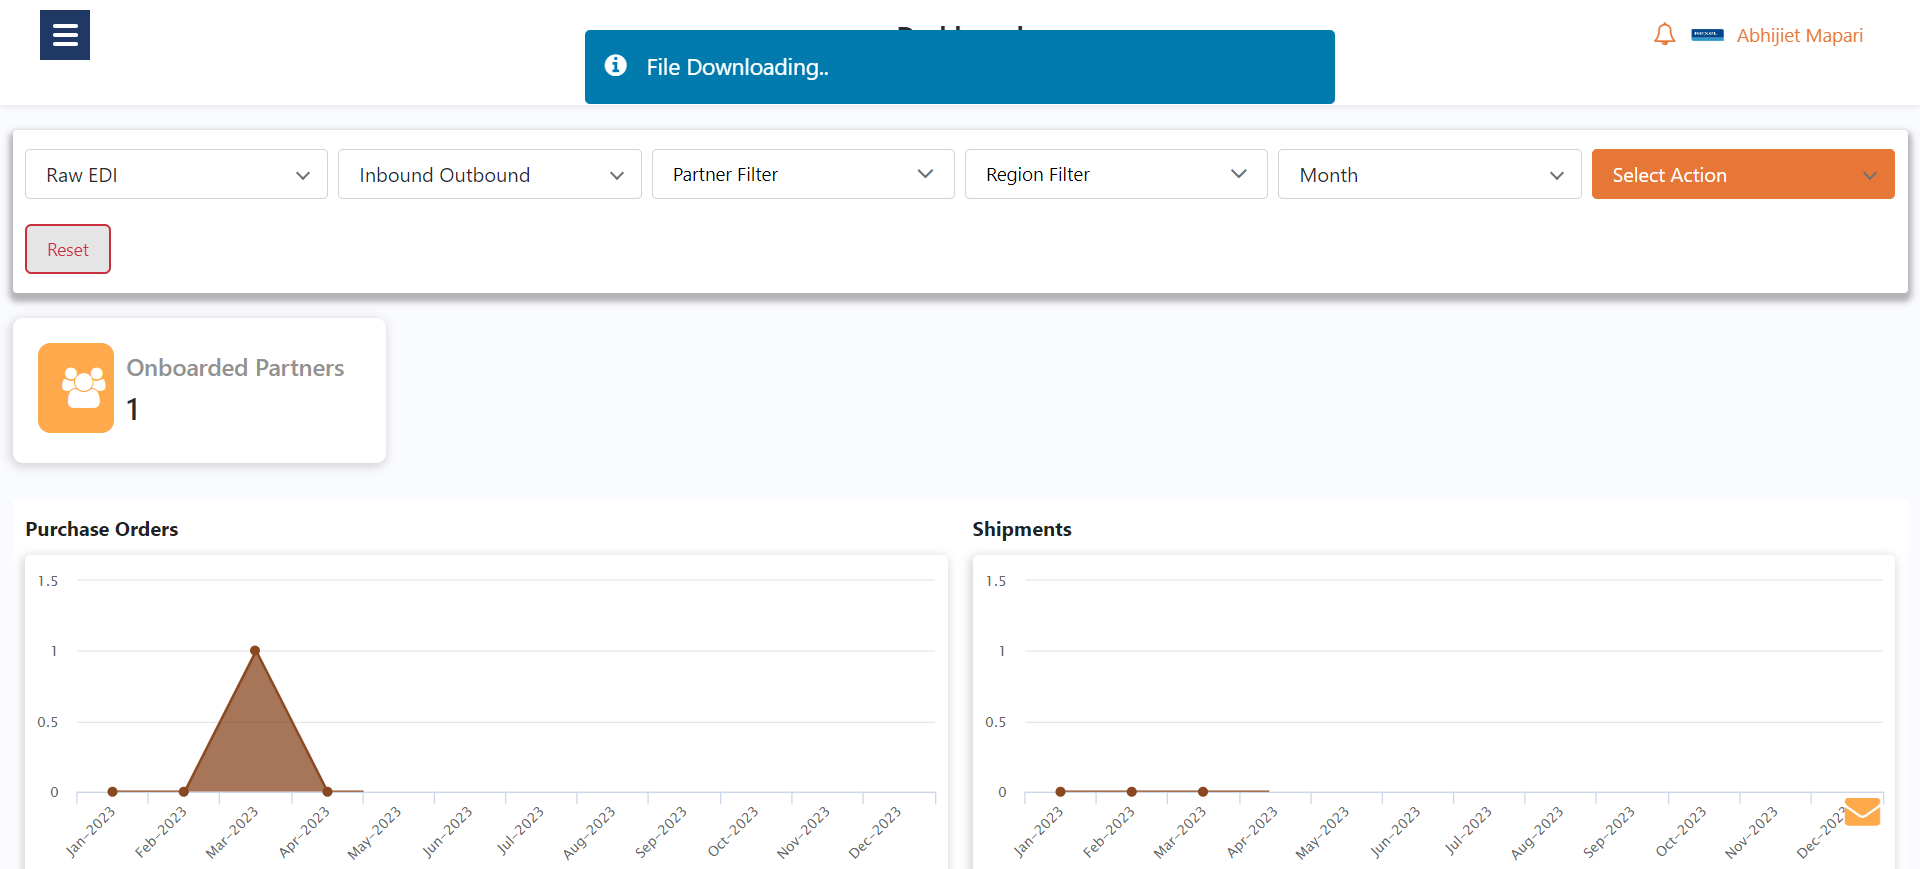 File Downloading..
REXEL
Abhijiet Mapari
Raw EDI
Inbound Outbound
Partner Filter
Region Filter
Month
Select Action
Reset
Onboarded Partners
1
Purchase Orders
1.5
1
0.5
0
Jan-2023
Feb-2023
Mar-2023
Apr-2023
May-2023
Jun-2023
Jul-2023
Aug-2023
Sep-2023
Oct-2023
Nov-2023
Dec-2023
Shipments
1.5
1
0.5
0
Jan-2023
Feb-2023
Mar-2023
Apr-2023
May-2023
Jun-2023
Jul-2023
Aug-2023
Sep-2023
Oct-2023
Nov-2023
Dec-2023